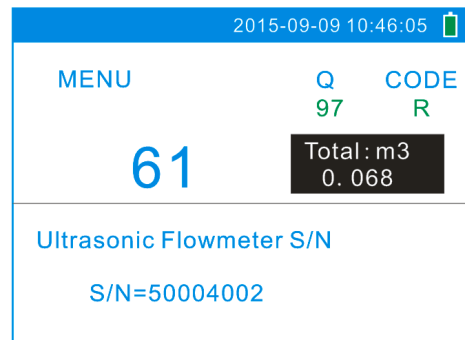 2015-09-09 10:46:05
MENU
Q
CODE
97
R
61
Total: m3
0.068
Ultrasonic Flowmeter S/N
S/N=50004002